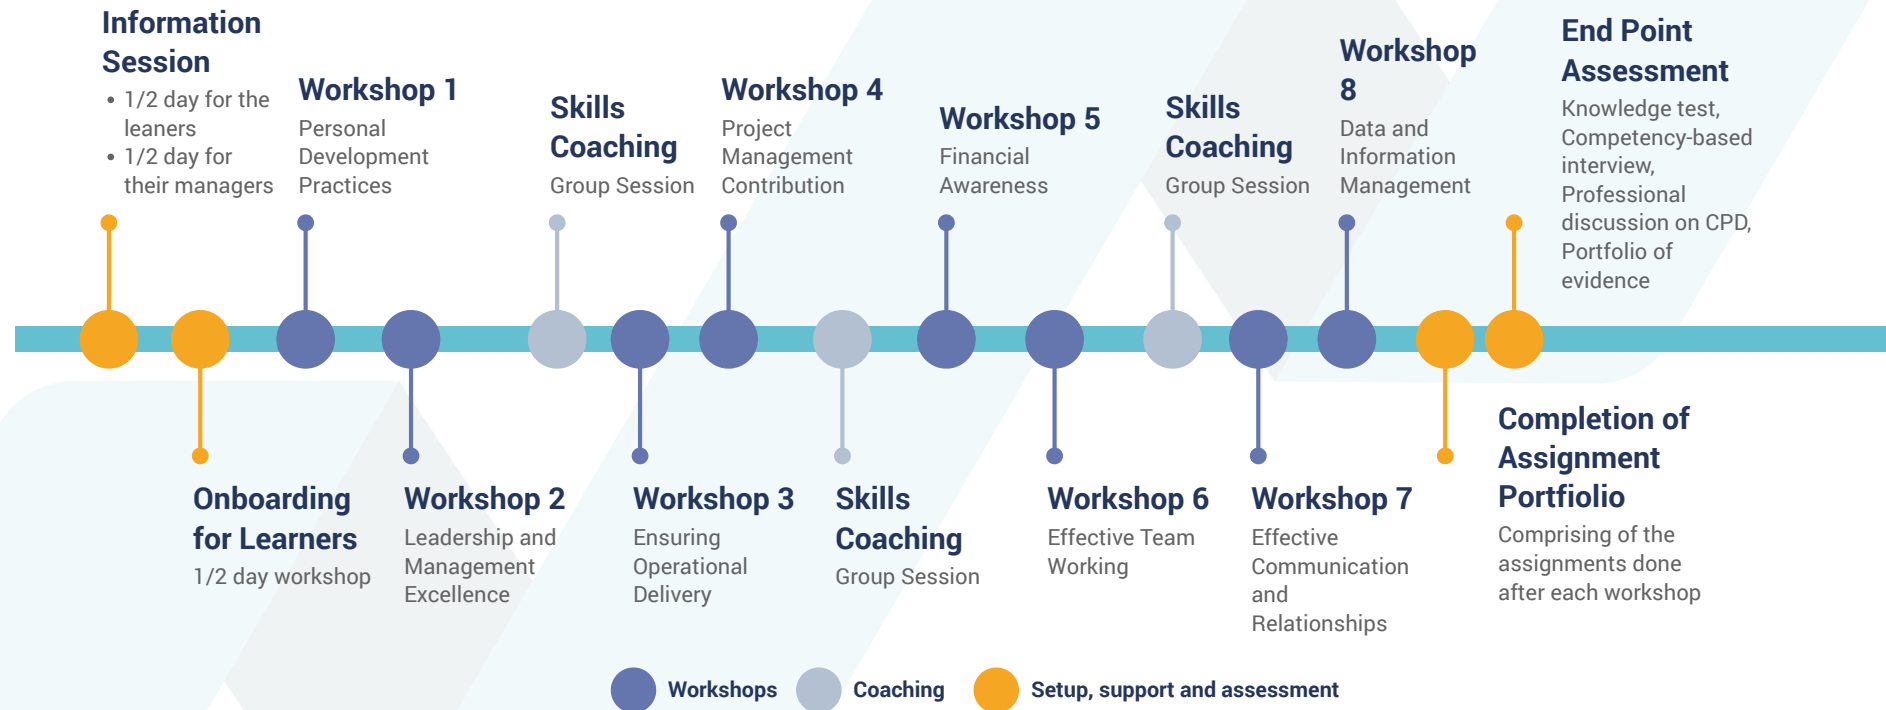 Information
Session
• 1/2 day for the
leaners
• 1/2 day for
their managers
Workshop 1
Personal
Development
Practices
Skills
Coaching
Group Session
Workshop 4
Project
Management
Contribution
Workshop 5
Financial
Awareness
Skills
Coaching
Group Session
Workshop
8
Data and
Information
Management
End Point
Assessment
Knowledge test,
Competency-based
interview,
Professional
discussion on CPD,
Portfolio of
evidence
Onboarding
for Learners
1/2 day workshop
Workshop 2
Leadership and
Management
Excellence
Workshop 3
Ensuring
Operational
Delivery
Skills
Coaching
Group Session
Workshop 6
Effective Team
Working
Workshop 7
Effective
Communication
and
Relationships
Completion of
Assignment
Portfiolio
Comprising of the
assignments done
after each workshop
Workshops
Coaching
Setup, support and assessment